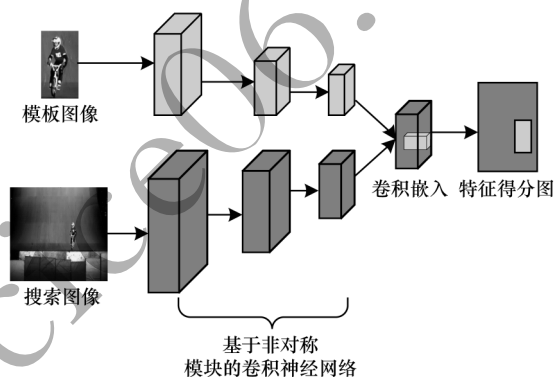 模板图像
卷积嵌入 特征得分图
搜索图像
基于非对称
模块的卷积神经网络